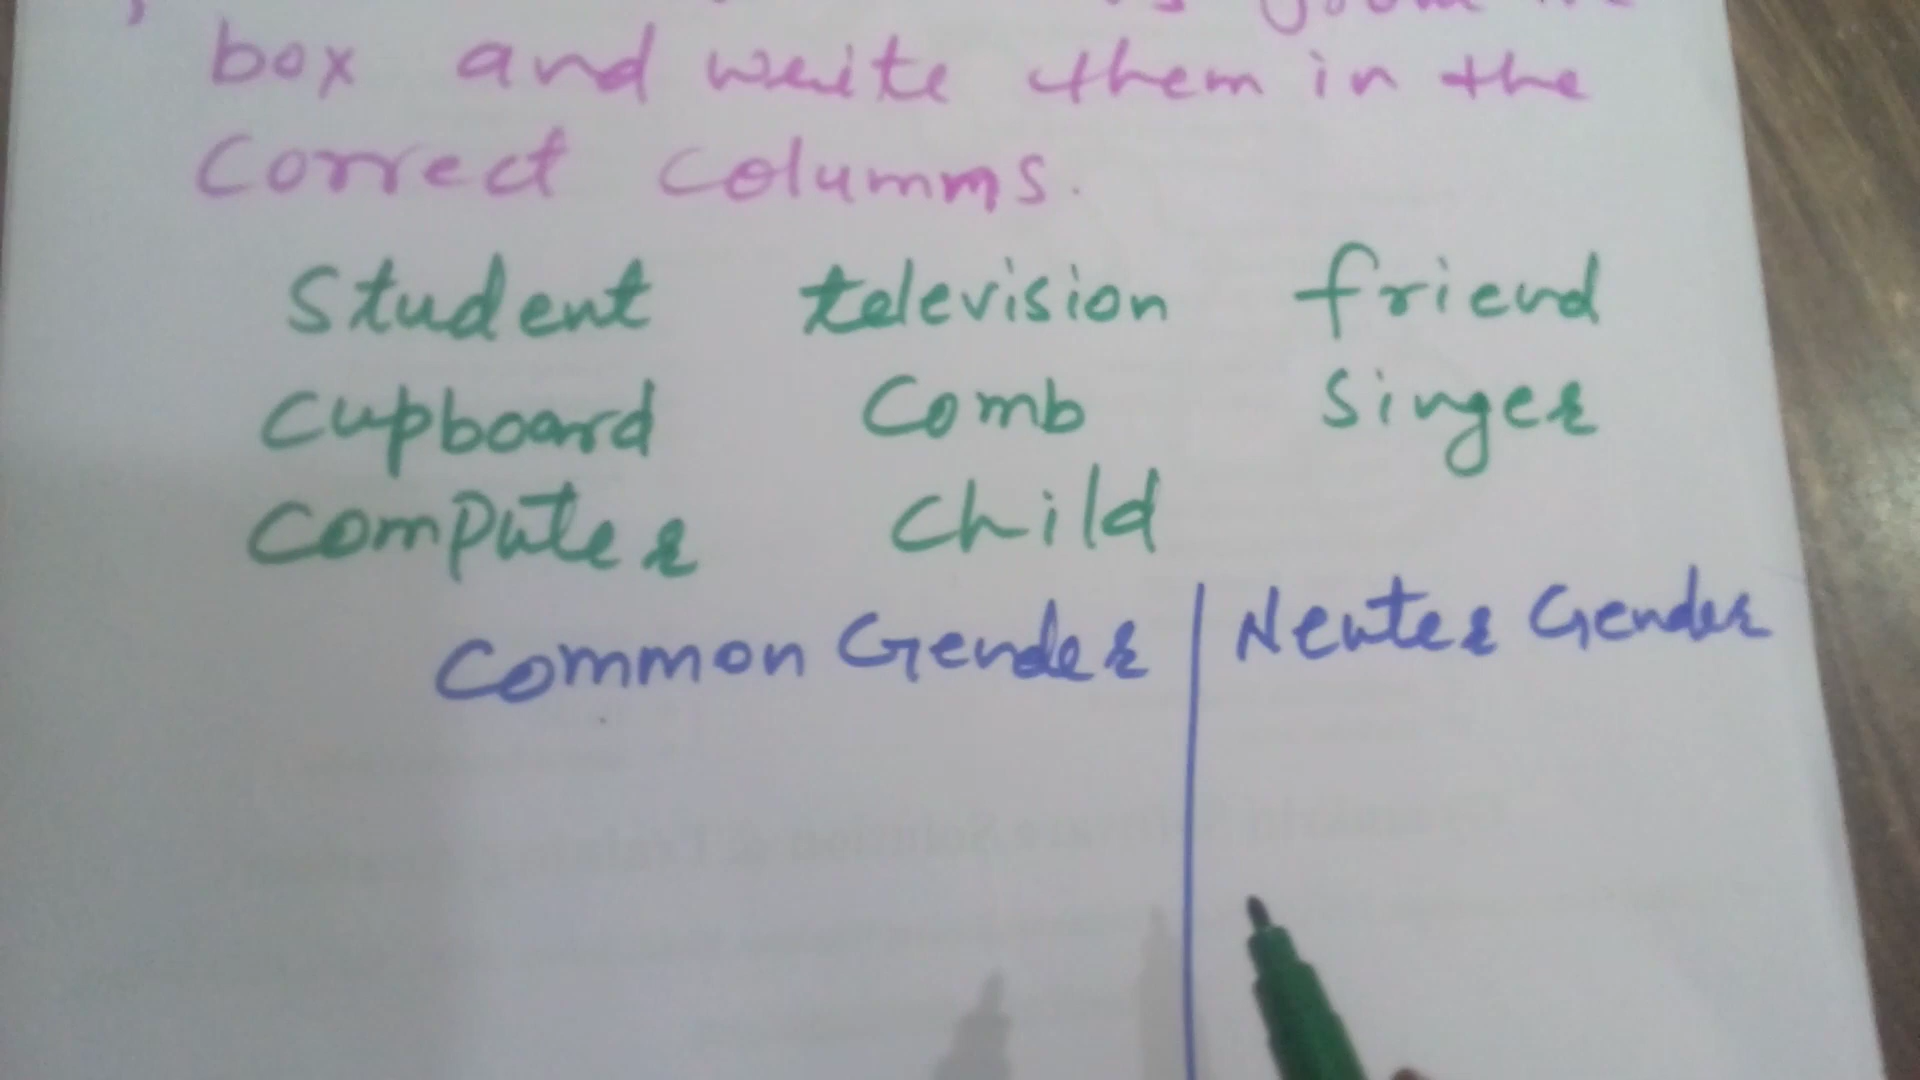 box and write them in the
Correct Columns.
Student television friend
Cupboard Comb Singer
Computer Child
Common Gender Neuter Gender